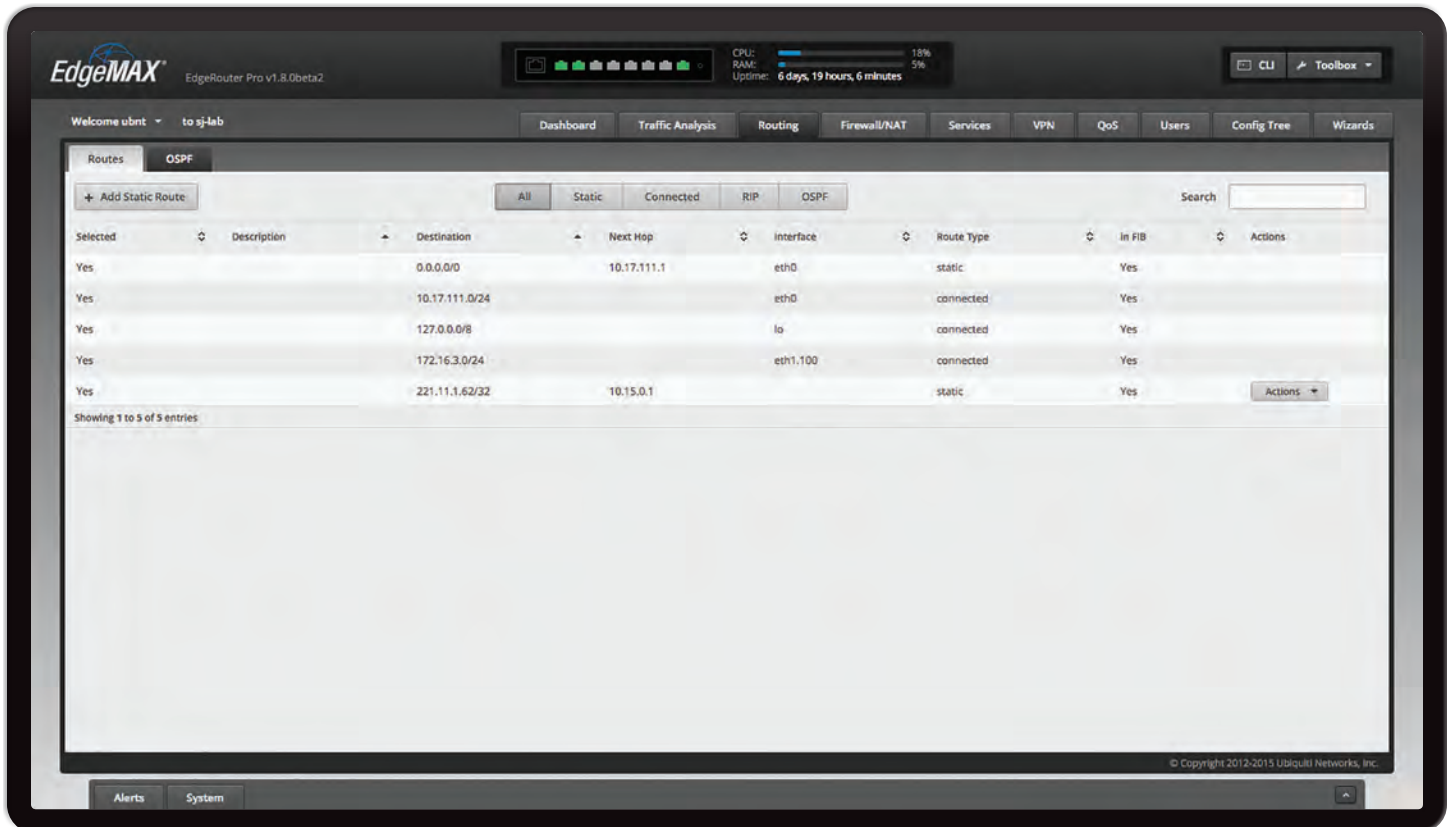 EdgeMAX® EdgeRouter Pro v1.8.0beta2
CPU: 18%
RAM: 5%
Uptime: 6 days, 19 hours, 6 minutes
CLI Toolbox
Welcome ubnt to sj-lab
Dashboard Traffic Analysis Routing Firewall/NAT Services VPN QoS Users Config Tree Wizards
Routes OSPF
+ Add Static Route All Static Connected RIP OSPF Search
Selected Description Destination Next Hop Interface Route Type In FIB Actions
Yes 0.0.0.0/0 10.17.111.1 eth0 static Yes
Yes 10.17.111.0/24 eth0 connected Yes
Yes 127.0.0.0/8 lo connected Yes
Yes 172.16.3.0/24 eth1.100 connected Yes
Yes 221.11.1.62/32 10.15.0.1 static Yes Actions
Showing 1 to 5 of 5 entries
© Copyright 2012-2015 Ubiquiti Networks, Inc.
Alerts System